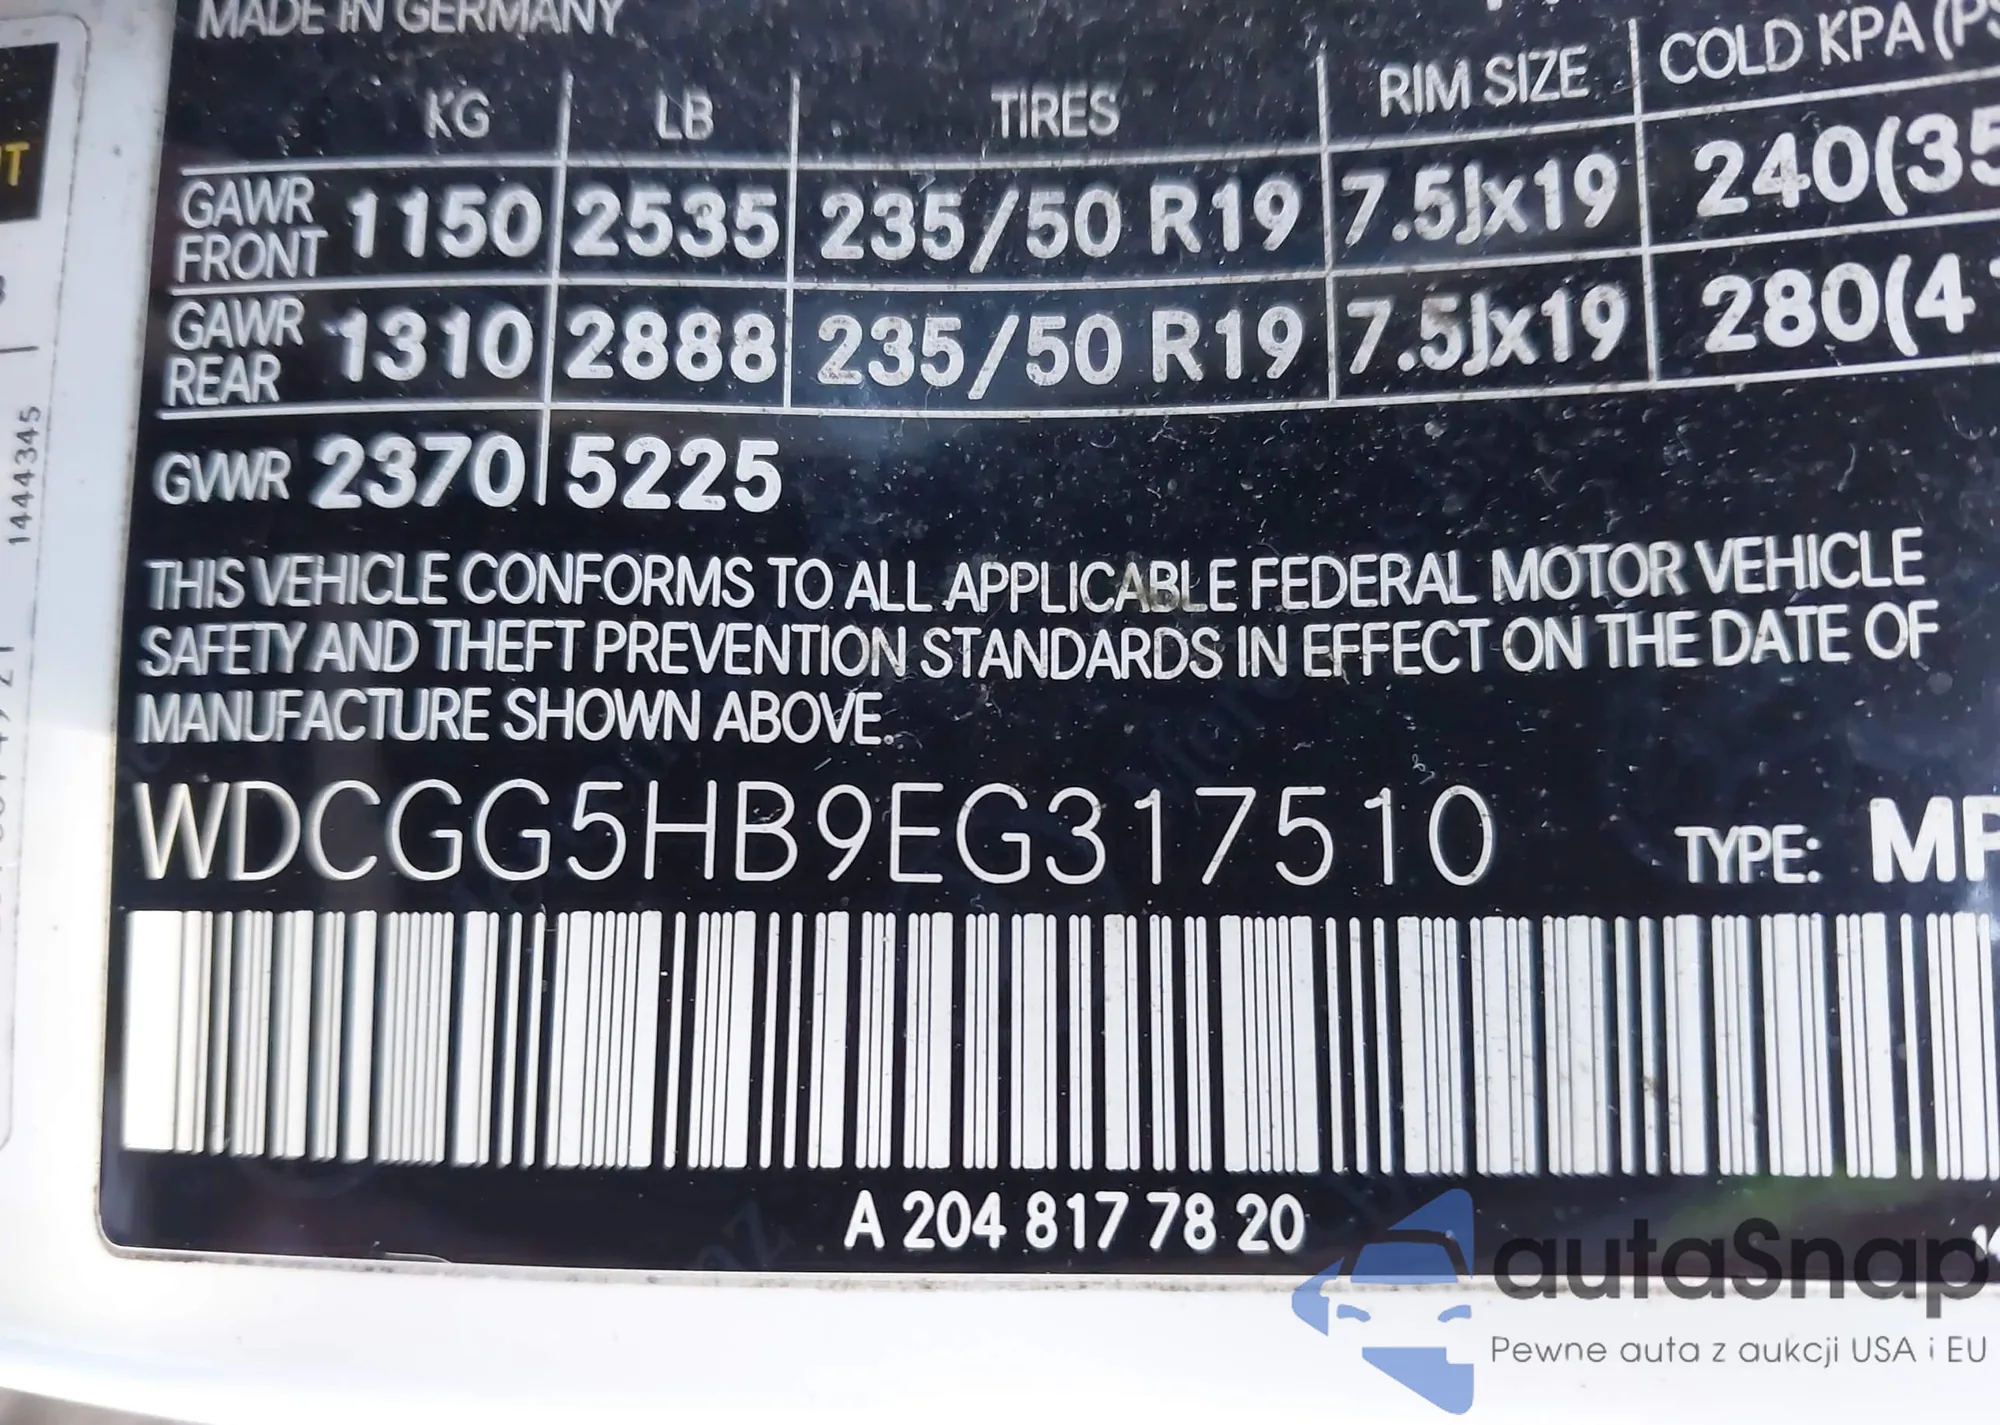 MADE IN GERMANY
KG LB TIRES RIM SIZE COLD KPA (PS
GAWR FRONT 1150 2535 235/50 R19 7.5Jx19 240(35
GAWR REAR 1310 2888 235/50 R19 7.5Jx19 280(41
GVWR 2370 5225
THIS VEHICLE CONFORMS TO ALL APPLICABLE FEDERAL MOTOR VEHICLE
SAFETY AND THEFT PREVENTION STANDARDS IN EFFECT ON THE DATE OF
MANUFACTURE SHOWN ABOVE.
WDCGG5HB9EG317510 TYPE: MP
A 204 817 78 20
1444345
autaSnap
Pewne auta z aukcji USA i EU